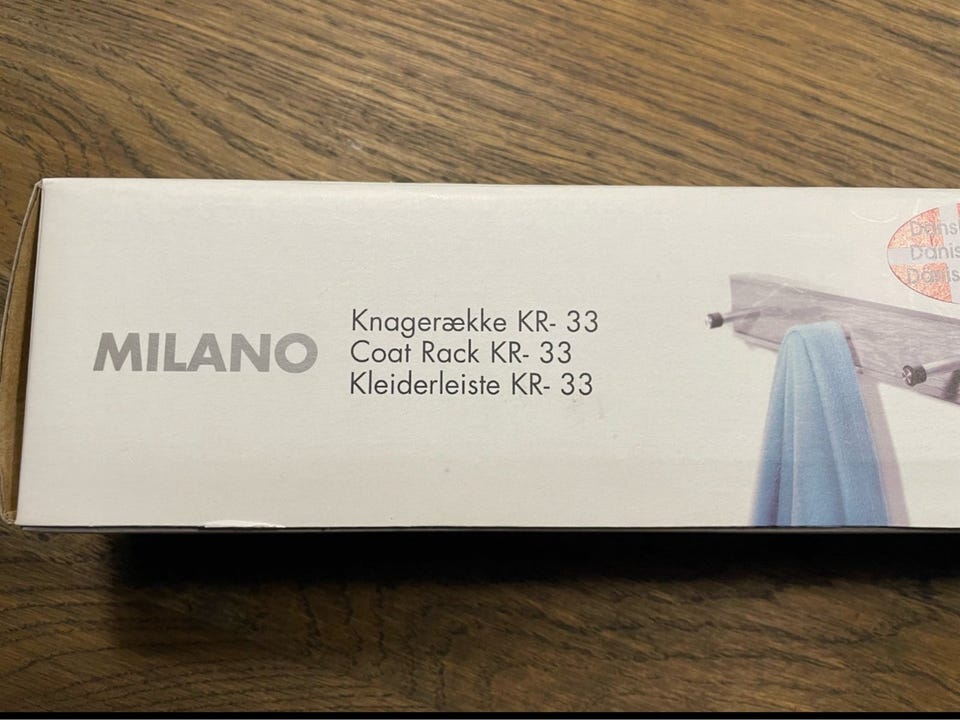 MILANO
Knagerække KR- 33
Coat Rack KR- 33
Kleiderleiste KR- 33